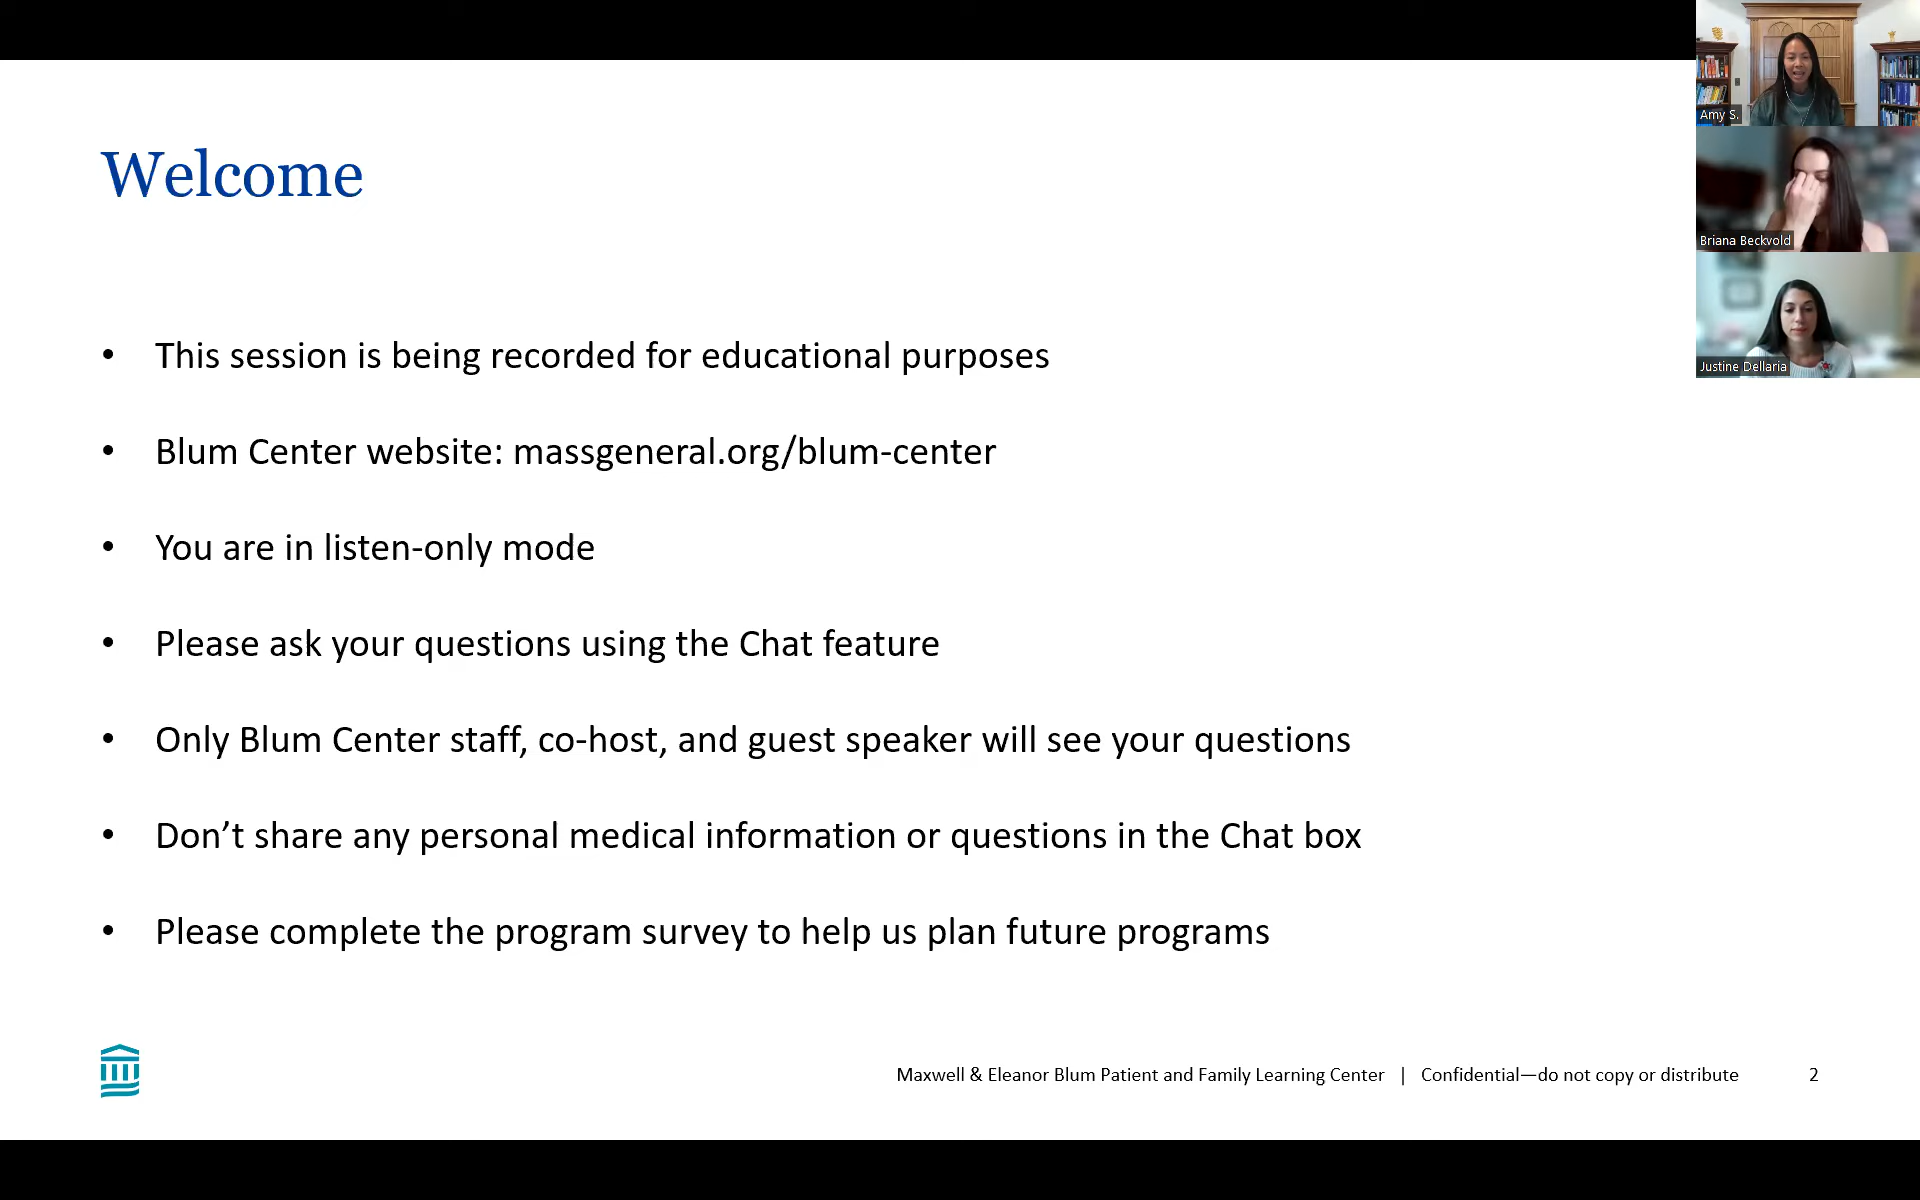 Welcome
• This session is being recorded for educational purposes
• Blum Center website: massgeneral.org/blum-center
• You are in listen-only mode
• Please ask your questions using the Chat feature
• Only Blum Center staff, co-host, and guest speaker will see your questions
• Don’t share any personal medical information or questions in the Chat box
• Please complete the program survey to help us plan future programs
Maxwell & Eleanor Blum Patient and Family Learning Center | Confidential—do not copy or distribute 2
Amy S.
Briana Beckvold
Justine Dellaria